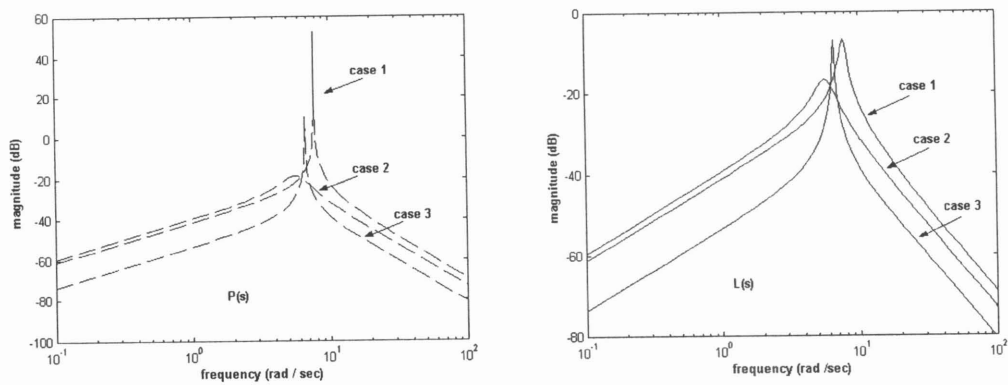 60
40
20
0
-20
-40
-60
-80
-100
magnitude (dB)
case 1
case 2
case 3
P(s)
10^-1
10^0
10^1
10^2
frequency (rad / sec)
0
-20
-40
-60
-80
magnitude (dB)
case 1
case 2
case 3
L(s)
10^-1
10^0
10^1
10^2
frequency (rad /sec)